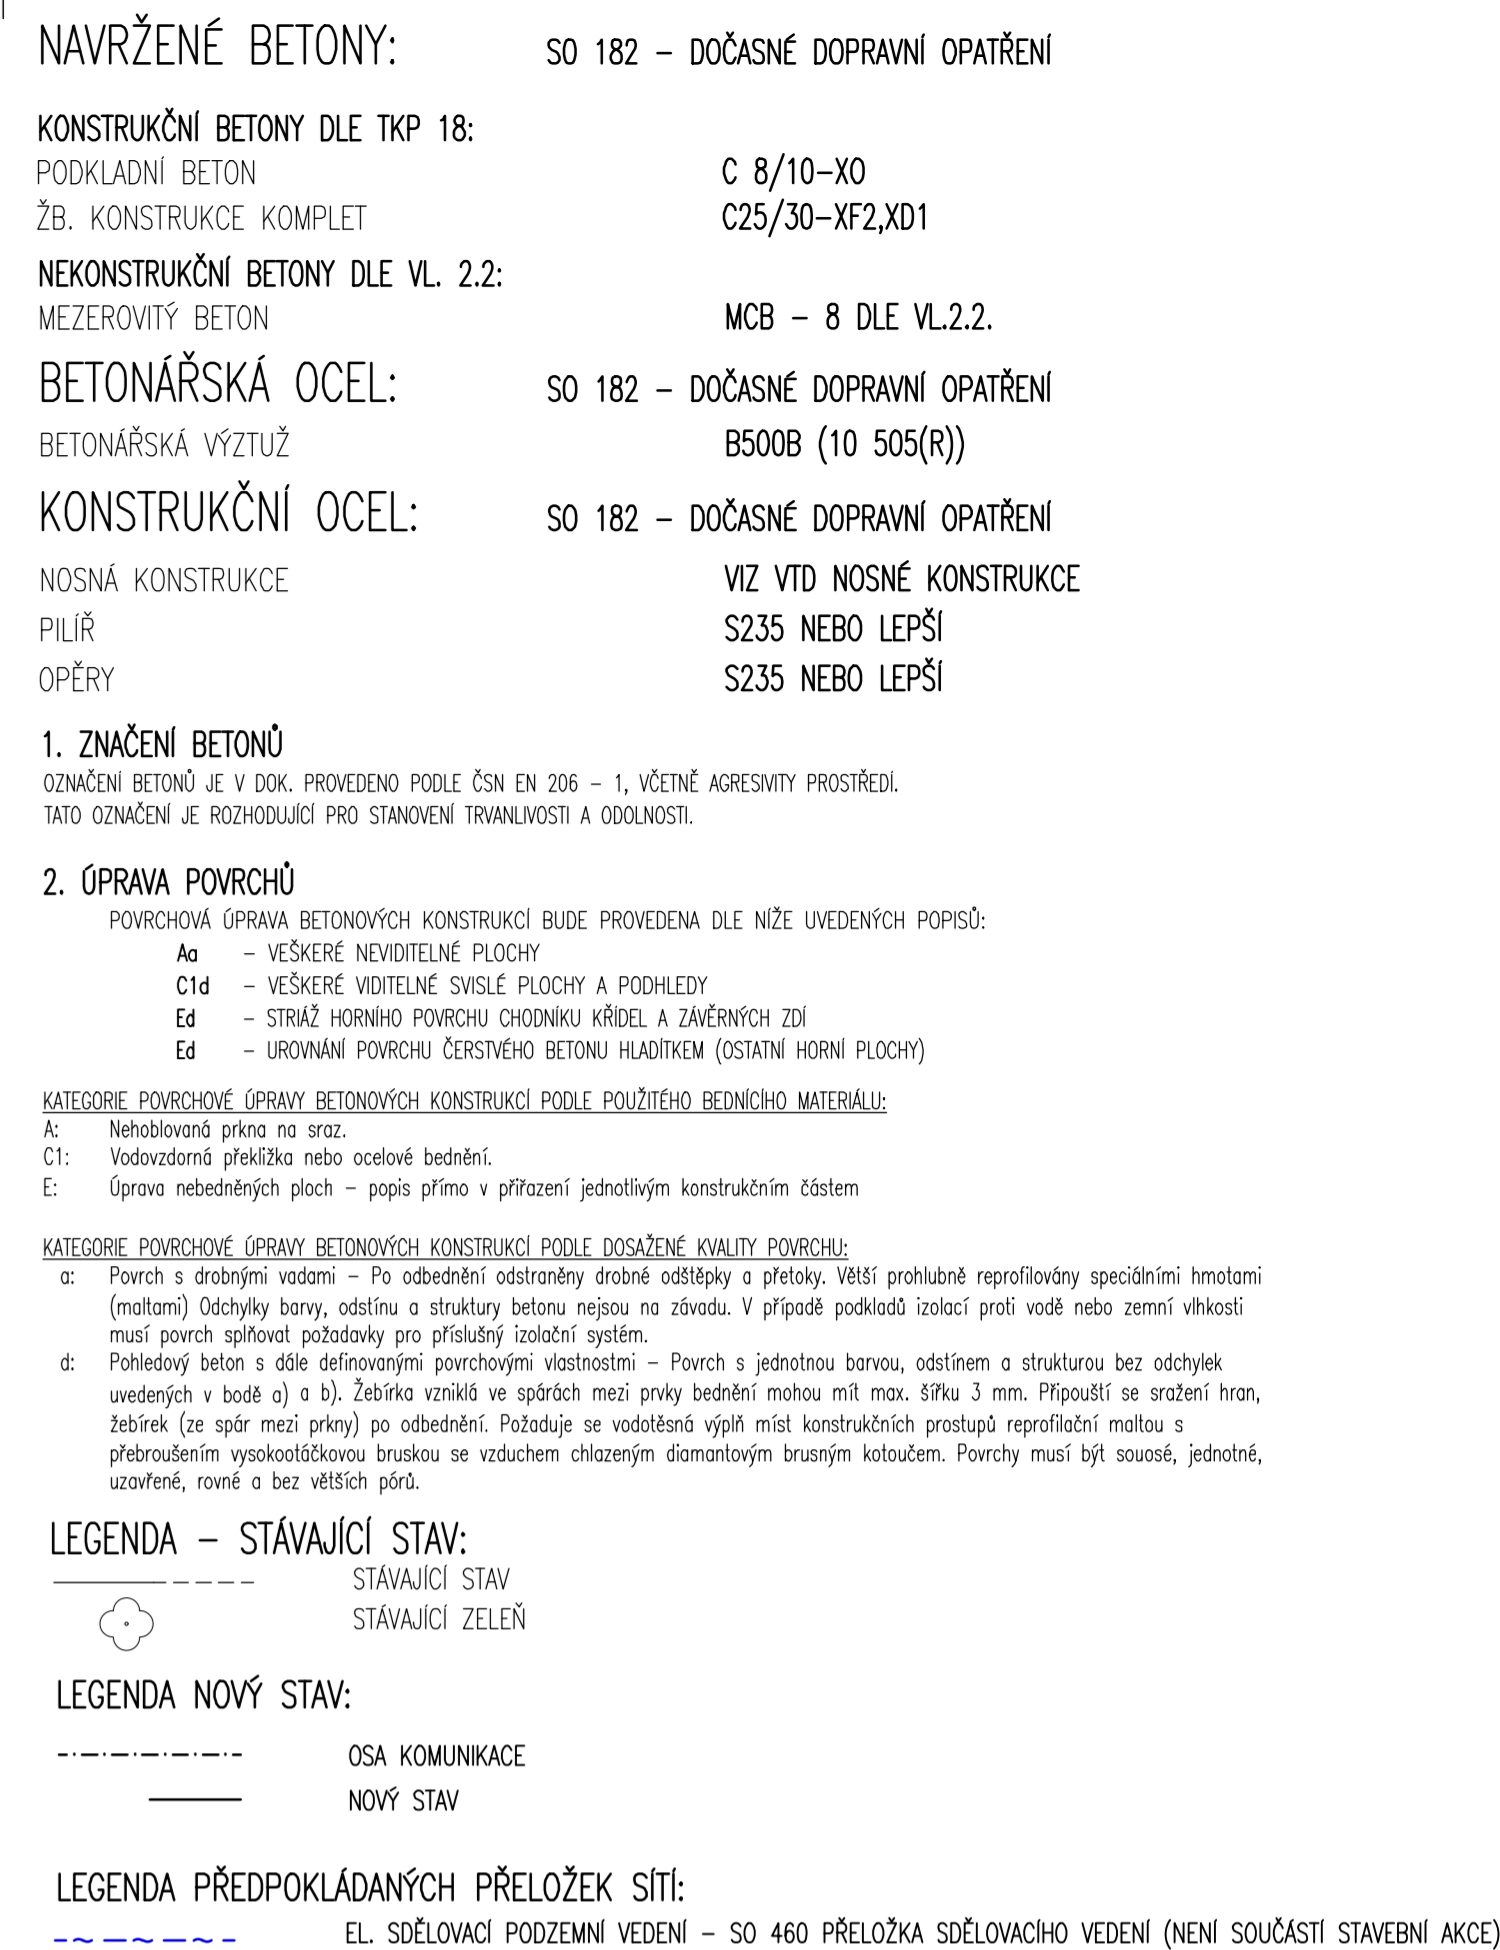 NAVRŽENÉ BETONY: SO 182 – DOČASNÉ DOPRAVNÍ OPATŘENÍ
KONSTRUKČNÍ BETONY DLE TKP 18:
PODKLADNÍ BETON C 8/10–XO
ŽB. KONSTRUKCE KOMPLET C25/30–XF2,XD1
NEKONSTRUKČNÍ BETONY DLE VL. 2.2:
MEZEROVITÝ BETON MCB – 8 DLE VL.2.2.
BETONÁŘSKÁ OCEL: SO 182 – DOČASNÉ DOPRAVNÍ OPATŘENÍ
BETONÁŘSKÁ VÝZTUŽ B500B (10 505(R))
KONSTRUKČNÍ OCEL: SO 182 – DOČASNÉ DOPRAVNÍ OPATŘENÍ
NOSNÁ KONSTRUKCE VIZ VTD NOSNÉ KONSTRUKCE
PILÍŘ S235 NEBO LEPŠÍ
OPĚRY S235 NEBO LEPŠÍ
1. ZNAČENÍ BETONŮ
OZNAČENÍ BETONŮ JE V DOK. PROVEDENO PODLE ČSN EN 206 – 1, VČETNĚ AGRESIVITY PROSTŘEDÍ.
TATO OZNAČENÍ JE ROZHODUJÍCÍ PRO STANOVENÍ TRVANLIVOSTI A ODOLNOSTI.
2. ÚPRAVA POVRCHŮ
POVRCHOVÁ ÚPRAVA BETONOVÝCH KONSTRUKCÍ BUDE PROVEDENA DLE NÍŽE UVEDENÝCH POPISŮ:
Aa – VEŠKERÉ NEVIDITELNÉ PLOCHY
C1d – VEŠKERÉ VIDITELNÉ SVISLÉ PLOCHY A PODHLEDY
Ed – STRIÁŽ HORNÍHO POVRCHU CHODNÍKU KŘÍDEL A ZÁVĚRNÝCH ZDÍ
Ed – UROVNÁNÍ POVRCHU ČERSTVÉHO BETONU HLADÍTKEM (OSTATNÍ HORNÍ PLOCHY)
KATEGORIE POVRCHOVÉ ÚPRAVY BETONOVÝCH KONSTRUKCÍ PODLE POUŽITÉHO BEDNÍCÍHO MATERIÁLU:
A: Nehoblovaná prkna na sraz.
C1: Vodovzdorná překližka nebo ocelové bednění.
E: Úprava nebedněných ploch – popis přímo v přiřazení jednotlivým konstrukčním částem
KATEGORIE POVRCHOVÉ ÚPRAVY BETONOVÝCH KONSTRUKCÍ PODLE DOSAŽENÉ KVALITY POVRCHU:
a: Povrch s drobnými vadami – Po odbednění odstraněny drobné odštěpky a přetoky. Větší prohlubně reprofilovány speciálními hmotami
(maltami) Odchylky barvy, odstínu a struktury betonu nejsou na závadu. V případě podkladů izolací proti vodě nebo zemní vlhkosti
musí povrch splňovat požadavky pro příslušný izolační systém.
d: Pohledový beton s dále definovanými povrchovými vlastnostmi – Povrch s jednotnou barvou, odstínem a strukturou bez odchylek
uvedených v bodě a) a b). Žebírka vzniklá ve spárách mezi prvky bednění mohou mít max. šířku 3 mm. Připouští se sražení hran,
žebírek (ze spár mezi prkny) po odbednění. Požaduje se vodotěsná výplň míst konstrukčních prostupů reprofilační maltou s
přebroušením vysokootáčkovou bruskou se vzduchem chlazeným diamantovým brusným kotoučem. Povrchy musí být souosé, jednotné,
uzavřené, rovné a bez větších pórů.
LEGENDA – STÁVAJÍCÍ STAV:
STÁVAJÍCÍ STAV
STÁVAJÍCÍ ZELEŇ
LEGENDA NOVÝ STAV:
OSA KOMUNIKACE
NOVÝ STAV
LEGENDA PŘEDPOKLÁDANÝCH PŘELOŽEK SÍTÍ:
EL. SDĚLOVACÍ PODZEMNÍ VEDENÍ – SO 460 PŘELOŽKA SDĚLOVACÍHO VEDENÍ (NENÍ SOUČÁSTÍ STAVEBNÍ AKCE)